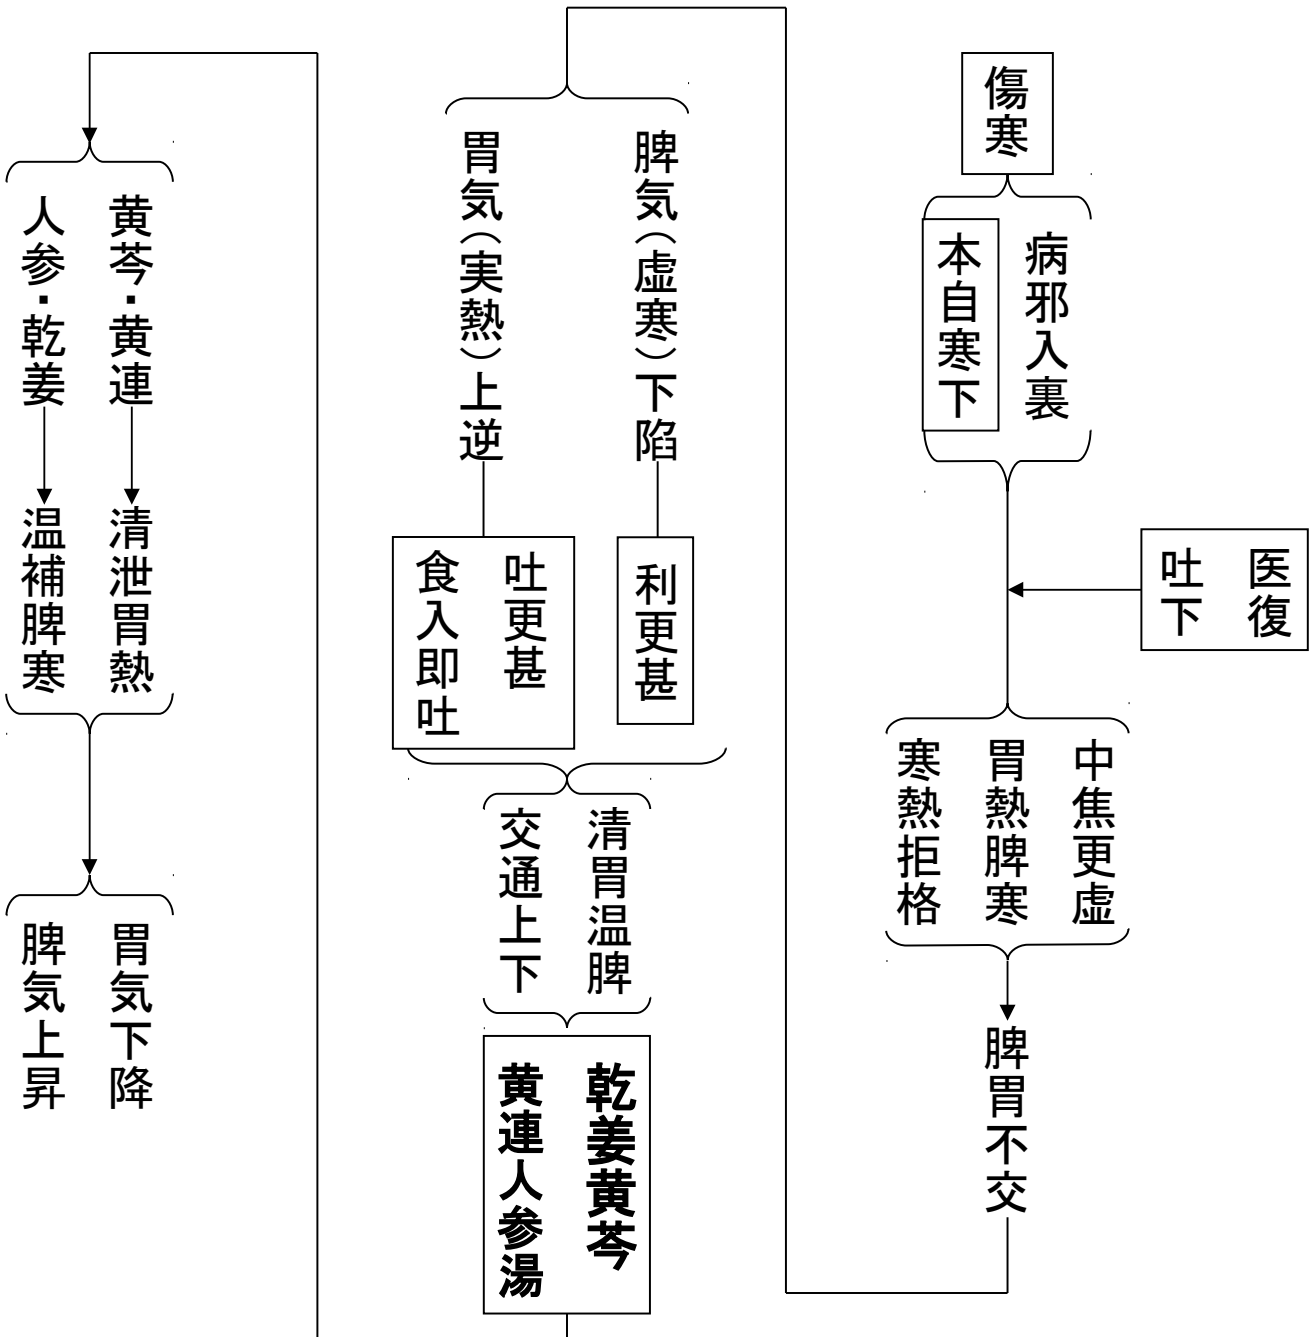 傷寒
病邪入裏
本自寒下
医復
吐下
中焦更虚
胃熱脾寒
寒熱拒格
脾胃不交
脾気（虚寒）下陥
胃気（実熱）上逆
利更甚
吐更甚
食入即吐
清胃温脾
交通上下
乾姜黄芩
黄連人参湯
黄芩・黄連
人参・乾姜
清泄胃熱
温補脾寒
胃気下降
脾気上昇